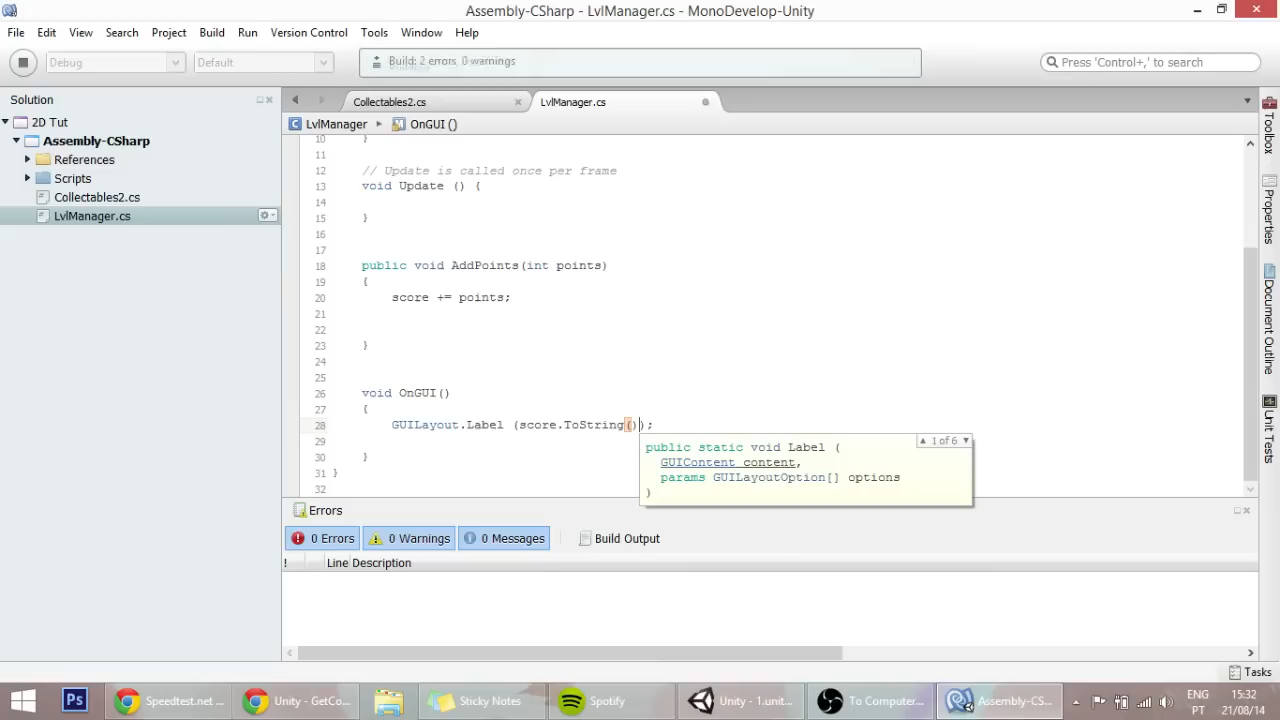 Assembly-CSharp - LvlManager.cs - MonoDevelop-Unity
File Edit View Search Project Build Run Version Control Tools Window Help
Debug Default Build: 2 errors, 0 warnings Press 'Control+,' to search
Solution
2D Tut
Assembly-CSharp
References
Scripts
Collectables2.cs
LvlManager.cs
Collectables2.cs LvlManager.cs
LvlManager OnGUI ()
10 }
11
12 // Update is called once per frame
13 void Update () {
14
15 }
16
17
18 public void AddPoints(int points)
19 {
20 score += points;
21
22
23 }
24
25
26 void OnGUI()
27 {
28 GUILayout.Label (score.ToString());
29
30 }
31 }
32
1 of 6
public static void Label (
GUIContent content,
params GUILayoutOption[] options
)
Errors
0 Errors 0 Warnings 0 Messages Build Output
! Line Description
Toolbox
Properties
Document Outline
Unit Tests
Tasks
Ps Speedtest.net ... Unity - GetCo... Sticky Notes Spotify Unity - 1.unit... To Computer... Assembly-CS...
ENG
PT
15:32
21/08/14